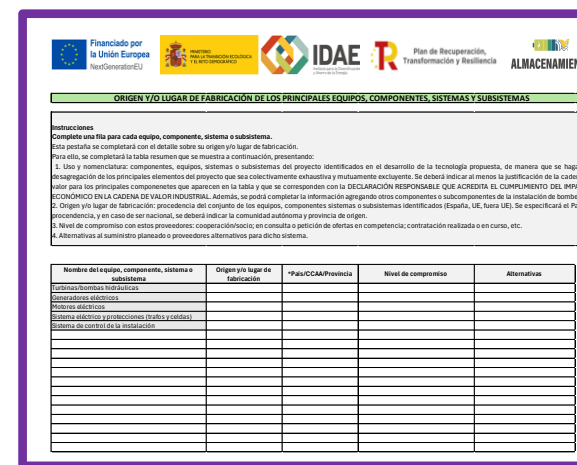 Financiado por
la Unión Europea
NextGenerationEU
MINISTERIO
PARA LA TRANSICIÓN ECOLÓGICA
Y EL RETO DEMOGRÁFICO
IDAE
Plan de Recuperación,
Transformación y Resiliencia
ALMACENAMIEN
ORIGEN Y/O LUGAR DE FABRICACIÓN DE LOS PRINCIPALES EQUIPOS, COMPONENTES, SISTEMAS Y SUBSISTEMAS
Instrucciones
Complete una fila para cada equipo, componente, sistema o subsistema.
Esta pestaña se completará con el detalle sobre su origen y/o lugar de fabricación.
Para ello, se completará la tabla resumen que se muestra a continuación, presentando:
1. Uso y nomenclatura: componentes, equipos, sistemas o subsistemas del proyecto identificados en el desarrollo de la tecnología propuesta, de manera que se haga
desagregación de los principales elementos del proyecto que sea colectivamente exhaustiva y mutuamente excluyente. Se deberá indicar al menos la justificación de la cade
valor para los principales componenetes que aparecen en la tabla y que se corresponden con la DECLARACIÓN RESPONSABLE QUE ACREDITA EL CUMPLIMIENTO DEL IMPA
ECONÓMICO EN LA CADENA DE VALOR INDUSTRIAL. Además, se podrá completar la información agregando otros componentes o subcomponentes de la instalación de bombe
2. Origen y/o lugar de fabricación: procedencia del conjunto de los equipos, componentes sistemas o subsistemas identificados (España, UE, fuera UE). Se especificará el Pa
procendencia, y en caso de ser nacional, se deberá indicar la comunidad autónoma y provincia de origen.
3. Nivel de compromiso con estos proveedores: cooperación/socio; en consulta o petición de ofertas en competencia; contratación realizada o en curso, etc.
4. Alternativas al suministro planeado o proveedores alternativos para dicho sistema.
Nombre del equipo, componente, sistema o subsistema Origen y/o lugar de fabricación *País/CCAA/Provincia Nivel de compromiso Alternativas
Turbinas/bombas hidráulicas
Generadores eléctricos
Motores eléctricos
Sistema eléctrico y protecciones (trafos y celdas)
Sistema de control de la instalación